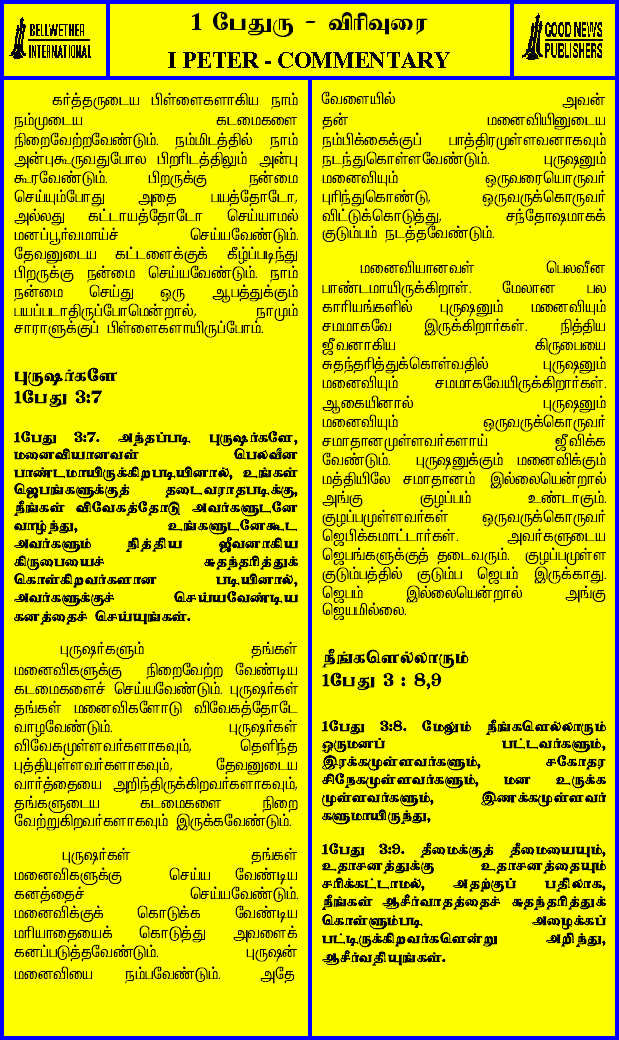 BELLWETHER
INTERNATIONAL
1 பேதுரு - விரிவுரை
I PETER - COMMENTARY
GOOD NEWS
PUBLISHERS
கர்த்தருடைய பிள்ளைகளாகிய நாம்
நம்முடைய கடமைகளை
நிறைவேற்றவேண்டும். நம்மிடத்தில் நாம்
அன்புகூருவதுபோல பிறரிடத்திலும் அன்பு
கூரவேண்டும். பிறருக்கு நன்மை
செய்யும்போது அதை பயத்தோடோ,
அல்லது கட்டாயத்தோடோ செய்யாமல்
மனப்பூர்வமாய்ச் செய்யவேண்டும்.
தேவனுடைய கட்டளைக்குக் கீழ்ப்படிந்து
பிறருக்கு நன்மை செய்யவேண்டும். நாம்
நன்மை செய்து ஒரு ஆபத்துக்கும்
பயப்படாதிருப்போமென்றால், நாமும்
சாராளுக்குப் பிள்ளைகளாயிருப்போம்.
புருஷர்களே
1பேது 3:7
1பேது 3:7. அந்தப்படி புருஷர்களே,
மனைவியானவள் பெலவீன
பாண்டமாயிருக்கிறபடியினால், உங்கள்
ஜெபங்களுக்குத் தடைவராதபடிக்கு,
நீங்கள் விவேகத்தோடு அவர்களுடனே
வாழ்ந்து, உங்களுடனேகூட
அவர்களும் நித்திய ஜீவனாகிய
கிருபையைச் சுதந்தரித்துக்
கொள்கிறவர்களான படியினால்,
அவர்களுக்குச் செய்யவேண்டிய
கனத்தைச் செய்யுங்கள்.
புருஷர்களும் தங்கள்
மனைவிகளுக்கு நிறைவேற்ற வேண்டிய
கடமைகளைச் செய்யவேண்டும். புருஷர்கள்
தங்கள் மனைவிகளோடு விவேகத்தோடே
வாழவேண்டும். புருஷர்கள்
விவேகமுள்ளவர்களாகவும், தெளிந்த
புத்தியுள்ளவர்களாகவும், தேவனுடைய
வார்த்தையை அறிந்திருக்கிறவர்களாகவும்,
தங்களுடைய கடமைகளை நிறை
வேற்றுகிறவர்களாகவும் இருக்கவேண்டும்.
புருஷர்கள் தங்கள்
மனைவிகளுக்கு செய்ய வேண்டிய
கனத்தைச் செய்யவேண்டும்.
மனைவிக்குக் கொடுக்க வேண்டிய
மரியாதையைக் கொடுத்து அவளைக்
கனப்படுத்தவேண்டும். புருஷன்
மனைவியை நம்பவேண்டும். அதே
வேளையில் அவன்
தன் மனைவியினுடைய
நம்பிக்கைக்குப் பாத்திரமுள்ளவனாகவும்
நடந்துகொள்ளவேண்டும். புருஷனும்
மனைவியும் ஒருவரையொருவர்
புரிந்துகொண்டு, ஒருவருக்கொருவர்
விட்டுக்கொடுத்து, சந்தோஷமாகக்
குடும்பம் நடத்தவேண்டும்.
மனைவியானவள் பெலவீன
பாண்டமாயிருக்கிறாள். மேலான பல
காரியங்களில் புருஷனும் மனைவியும்
சமமாகவே இருக்கிறார்கள். நித்திய
ஜீவனாகிய கிருபையை
சுதந்தரித்துக்கொள்வதில் புருஷனும்
மனைவியும் சமமாகவேயிருக்கிறார்கள்.
ஆகையினால் புருஷனும்
மனைவியும் ஒருவருக்கொருவர்
சமாதானமுள்ளவர்களாய் ஜீவிக்க
வேண்டும். புருஷனுக்கும் மனைவிக்கும்
மத்தியிலே சமாதானம் இல்லையென்றால்
அங்கு குழப்பம் உண்டாகும்.
குழப்பமுள்ளவர்கள் ஒருவருக்கொருவர்
ஜெபிக்கமாட்டார்கள். அவர்களுடைய
ஜெபங்களுக்குத் தடைவரும். குழப்பமுள்ள
குடும்பத்தில் குடும்ப ஜெபம் இருக்காது.
ஜெபம் இல்லையென்றால் அங்கு
ஜெயமில்லை.
நீங்களெல்லாரும்
1பேது 3 : 8,9
1பேது 3:8. மேலும் நீங்களெல்லாரும்
ஒருமனப் பட்டவர்களும்,
இரக்கமுள்ளவர்களும், சகோதர
சிநேகமுள்ளவர்களும், மன உருக்க
முள்ளவர்களும், இணக்கமுள்ளவர்
களுமாயிருந்து,
1பேது 3:9. தீமைக்குத் தீமையையும்,
உதாசனத்துக்கு உதாசனத்தையும்
சரிக்கட்டாமல், அதற்குப் பதிலாக,
நீங்கள் ஆசீர்வாதத்தைச் சுதந்தரித்துக்
கொள்ளும்படி அழைக்கப்
பட்டிருக்கிறவர்களென்று அறிந்து,
ஆசீர்வதியுங்கள்.